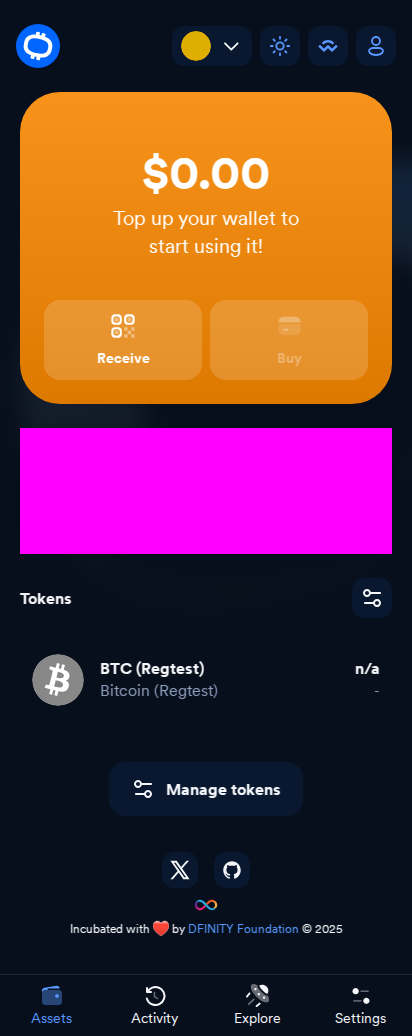 $0.00
Top up your wallet to
start using it!
Receive
Buy
Tokens
BTC (Regtest)
n/a
Bitcoin (Regtest)
-
Manage tokens
Incubated with ❤️ by DFINITY Foundation © 2025
Assets
Activity
Explore
Settings